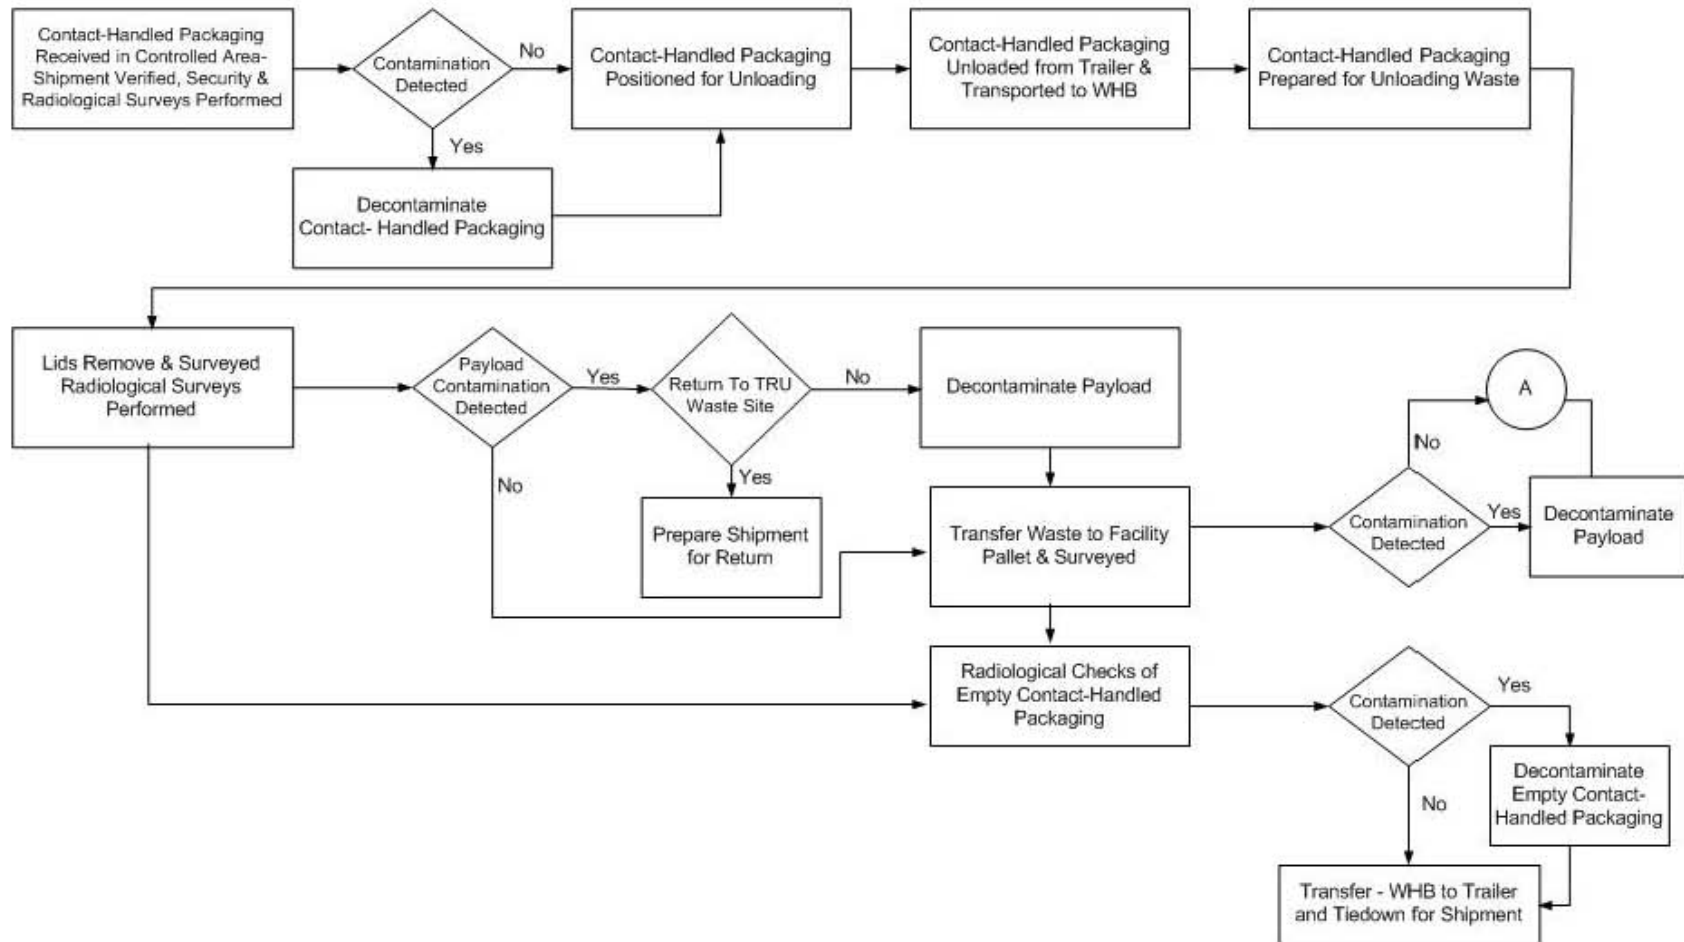 Contact-Handled Packaging
Received in Controlled Area-
Shipment Verified, Security &
Radiological Surveys Performed
Contamination
Detected
No
Yes
Contact-Handled Packaging
Positioned for Unloading
Contact-Handled Packaging
Unloaded from Trailer &
Transported to WHB
Contact-Handled Packaging
Prepared for Unloading Waste
Decontaminate
Contact- Handled Packaging
Lids Remove & Surveyed
Radiological Surveys
Performed
Payload
Contamination
Detected
Yes
No
Return To TRU
Waste Site
No
Yes
Decontaminate Payload
Prepare Shipment
for Return
Transfer Waste to Facility
Pallet & Surveyed
A
No
Contamination
Detected
Yes
Decontaminate
Payload
Radiological Checks of
Empty Contact-Handled
Packaging
Contamination
Detected
Yes
No
Decontaminate
Empty Contact-
Handled Packaging
Transfer - WHB to Trailer
and Tiedown for Shipment